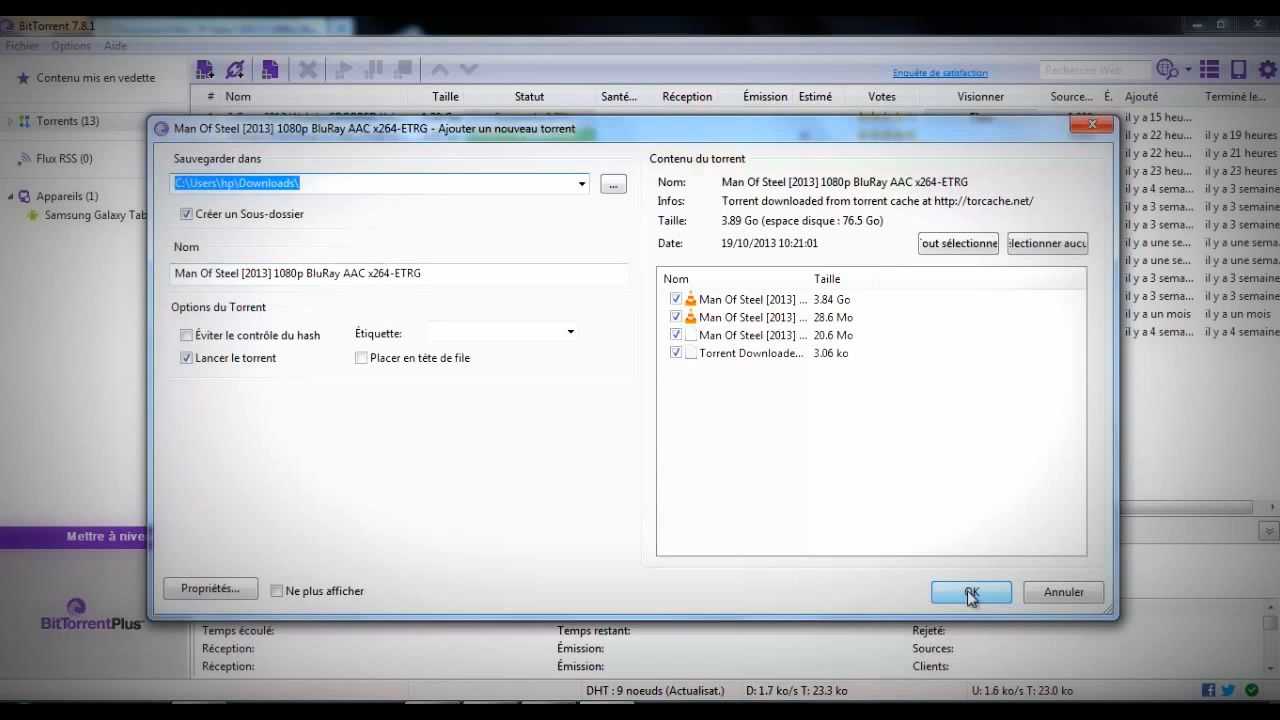 BitTorrent 7.8.1
Fichier Options Aide
Contenu mis en vedette
Enquête de satisfaction
Recherche Web
# Nom Taille Statut Santé... Réception Émission Estimé Votes Visionner Source... É. Ajouté Terminé le...
Torrents (13)
Flux RSS (0)
Appareils (1)
Samsung Galaxy Tab
Man Of Steel [2013] 1080p BluRay AAC x264-ETRG - Ajouter un nouveau torrent
Sauvegarder dans
C:\Users\hp\Downloads\
...
Créer un Sous-dossier
Nom
Man Of Steel [2013] 1080p BluRay AAC x264-ETRG
Options du Torrent
Éviter le contrôle du hash
Étiquette:
Lancer le torrent
Placer en tête de file
Propriétés...
Ne plus afficher
Contenu du torrent
Nom: Man Of Steel [2013] 1080p BluRay AAC x264-ETRG
Infos: Torrent downloaded from torrent cache at http://torcache.net/
Taille: 3.89 Go (espace disque : 76.5 Go)
Date: 19/10/2013 10:21:01
out sélectionne
lectionner aucu
Nom Taille
Man Of Steel [2013] ... 3.84 Go
Man Of Steel [2013] ... 28.6 Mo
Man Of Steel [2013] ... 20.6 Mo
Torrent Downloade... 3.06 ko
OK
Annuler
il y a 15 heu...
il y a 22 heu... il y a 19 heures
il y a 22 heu... il y a 21 heures
il y a 23 heu... il y a 23 heures
il y a 4 sema... il y a 4 semaine
il y a 3 sema... il y a 3 semaine
il y a une se... il y a une sema
il y a une se... il y a une sema
il y a une se... il y a une sema
il y a 3 sema... il y a 3 semaine
il y a 3 sema... il y a 3 semaine
il y a un mois il y a un mois
il y a 4 sema... il y a 4 semaine
Mettre à nive
BitTorrentPlus
Temps écoulé: Temps restant: Rejeté:
Réception: Émission: Sources:
Réception: Émission: Clients:
DHT : 9 noeuds (Actualisat.) D: 1.7 ko/s T: 23.3 ko U: 1.6 ko/s T: 23.0 ko